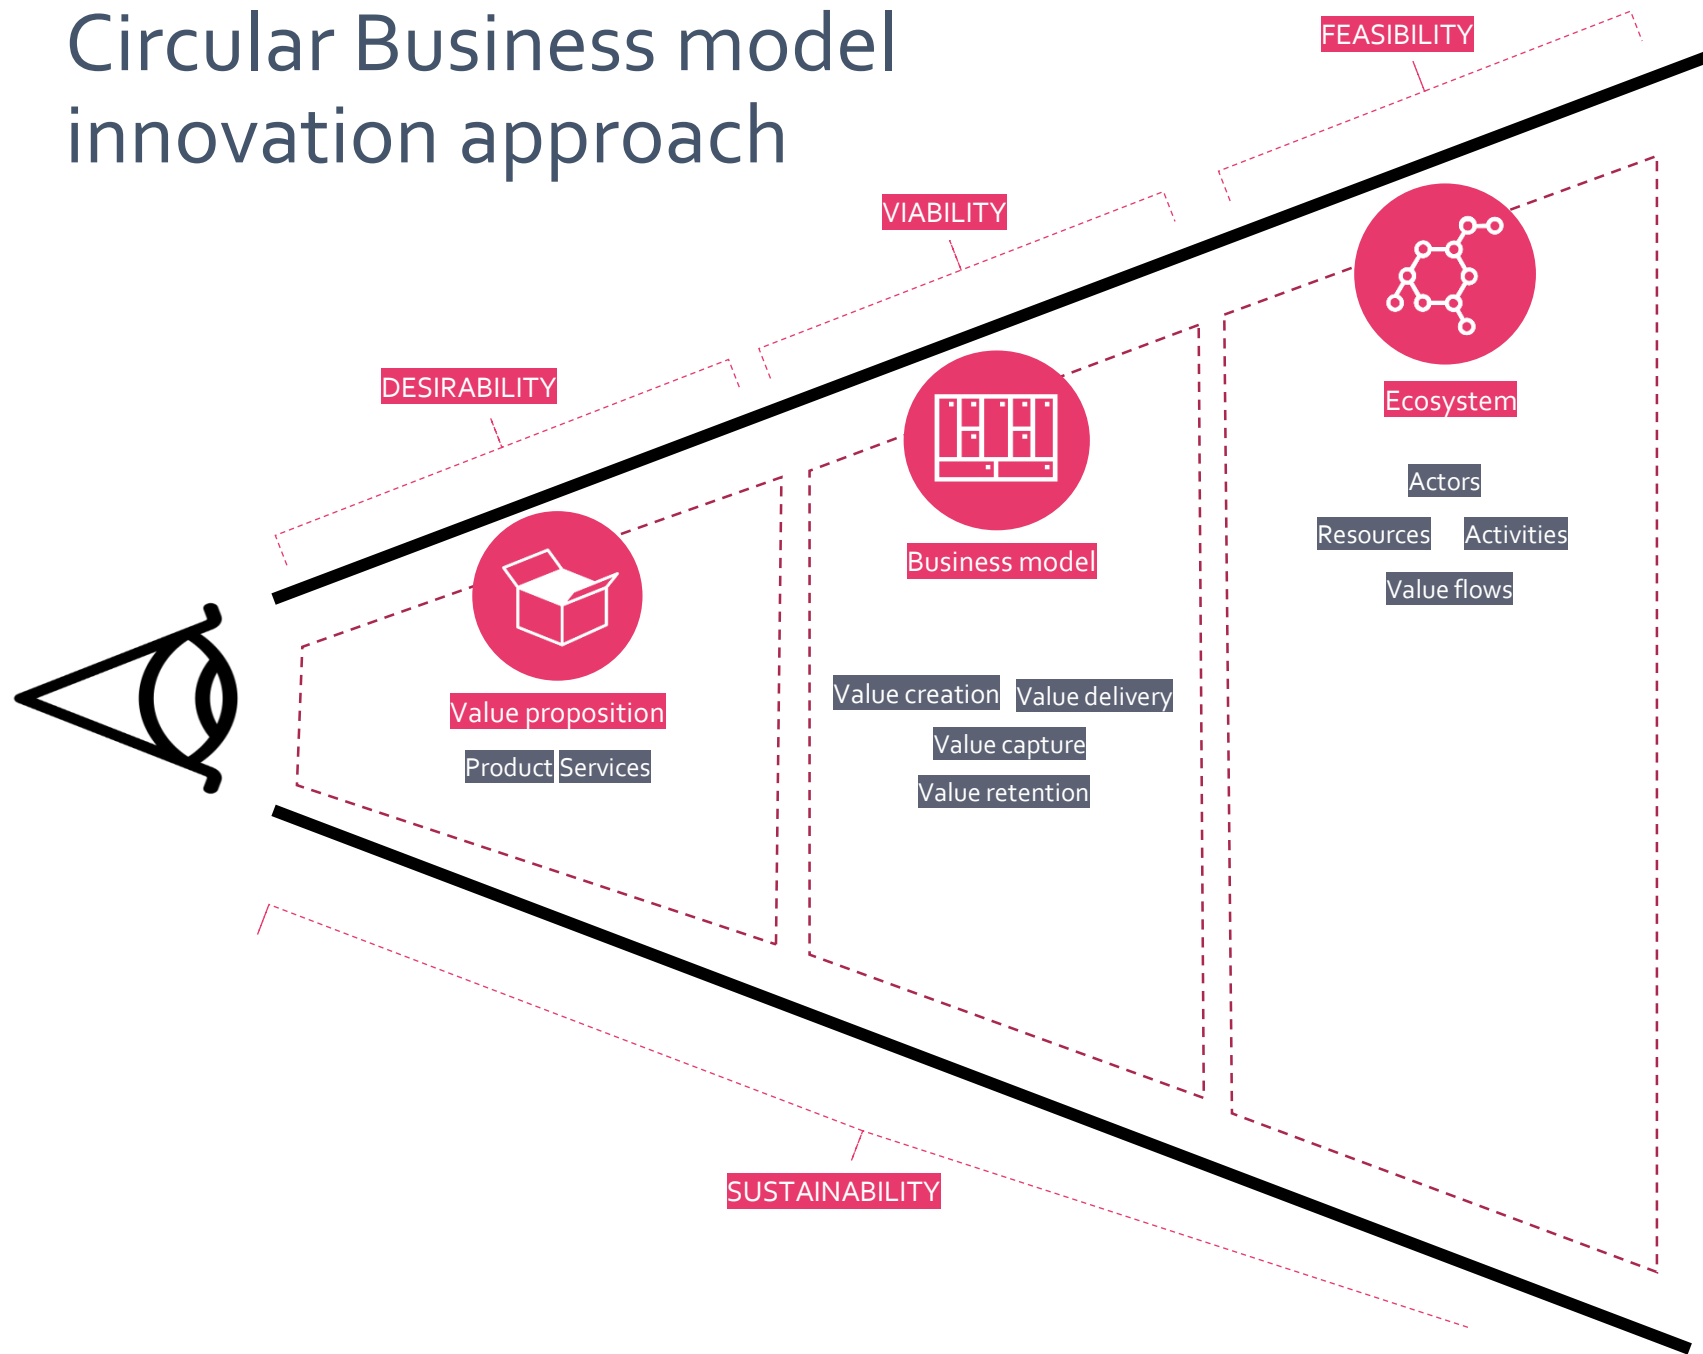 Circular Business model
innovation approach
FEASIBILITY
VIABILITY
DESIRABILITY
Value proposition
Product Services
Business model
Value creation Value delivery
Value capture
Value retention
Ecosystem
Actors
Resources Activities
Value flows
SUSTAINABILITY